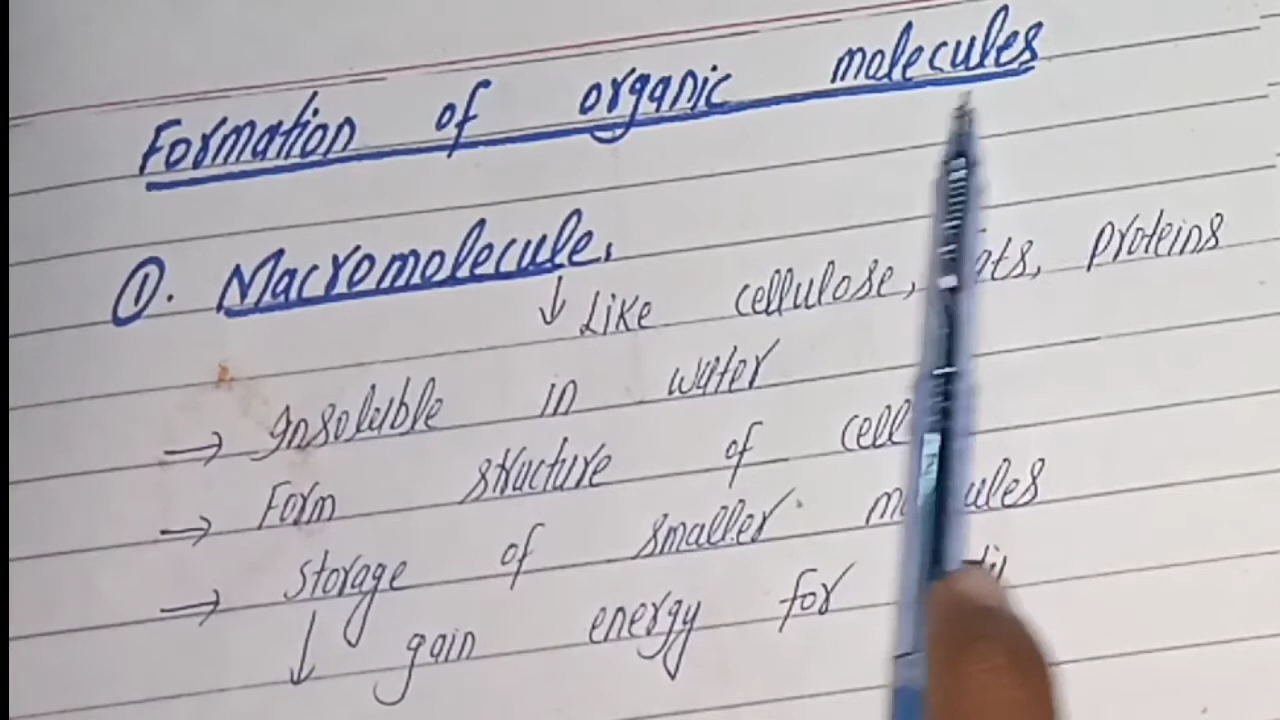 Formation of organic molecules
①. Macromolecule.
↓ Like cellulose, proteins
→ Insoluble in water
→ Form structure of cell
→ storage of smaller
↓ gain energy for